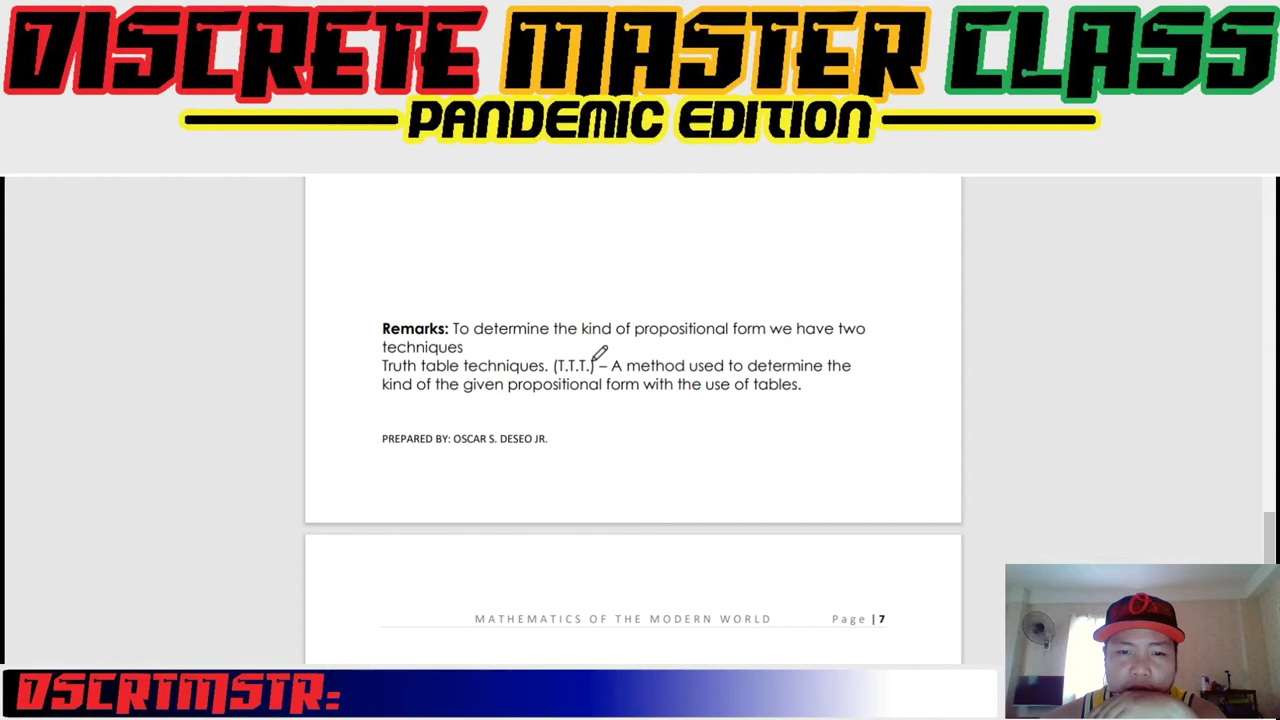 DISCRETE MASTER CLASS
PANDEMIC EDITION
Remarks: To determine the kind of propositional form we have two
techniques
Truth table techniques. (T.T.T.) – A method used to determine the
kind of the given propositional form with the use of tables.
PREPARED BY: OSCAR S. DESEO JR.
MATHEMATICS OF THE MODERN WORLD Page | 7
DSCRTMSTR: